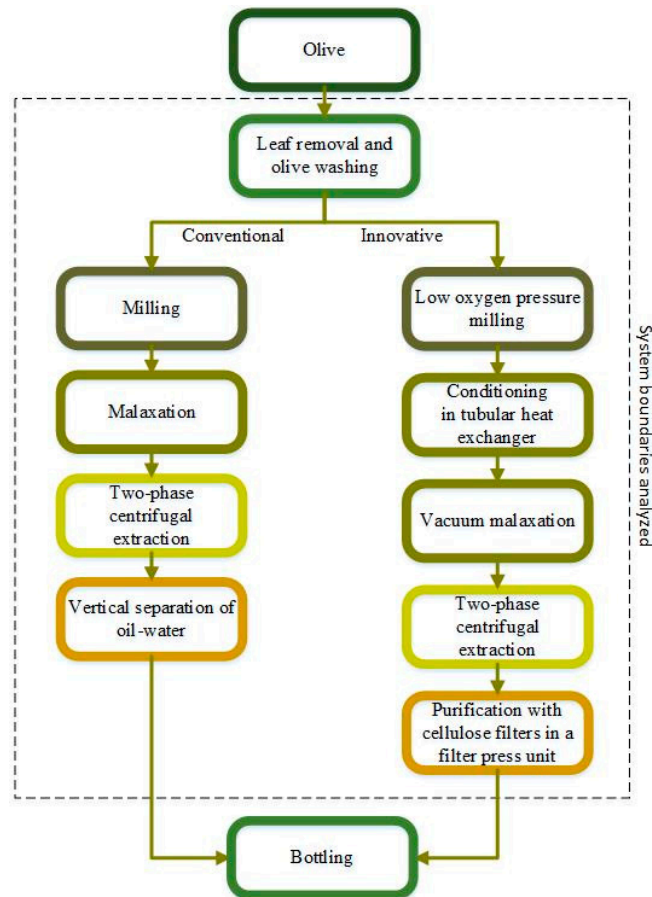 Olive
Leaf removal and
olive washing
Conventional
Innovative
Milling
Malaxation
Two-phase
centrifugal
extraction
Vertical separation of
oil-water
Low oxygen pressure
milling
Conditioning
in tubular heat
exchanger
Vacuum malaxation
Two-phase
centrifugal
extraction
Purification with
cellulose filters in a
filter press unit
System boundaries analyzed
Bottling